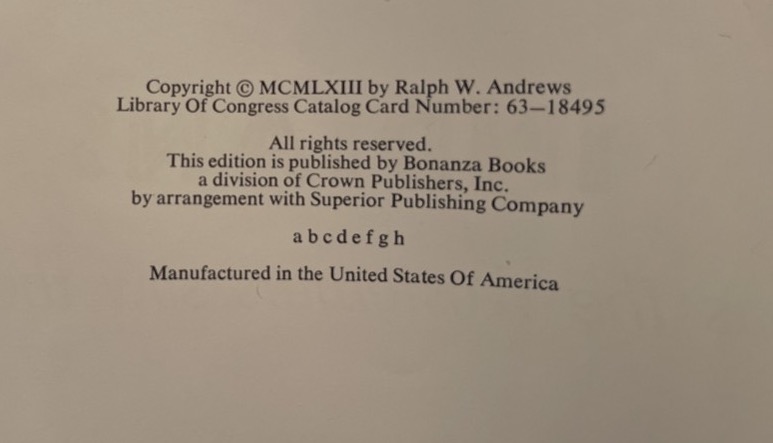 Copyright © MCMLXIII by Ralph W. Andrews
Library Of Congress Catalog Card Number: 63—18495
All rights reserved.
This edition is published by Bonanza Books
a division of Crown Publishers, Inc.
by arrangement with Superior Publishing Company
a b c d e f g h
Manufactured in the United States Of America